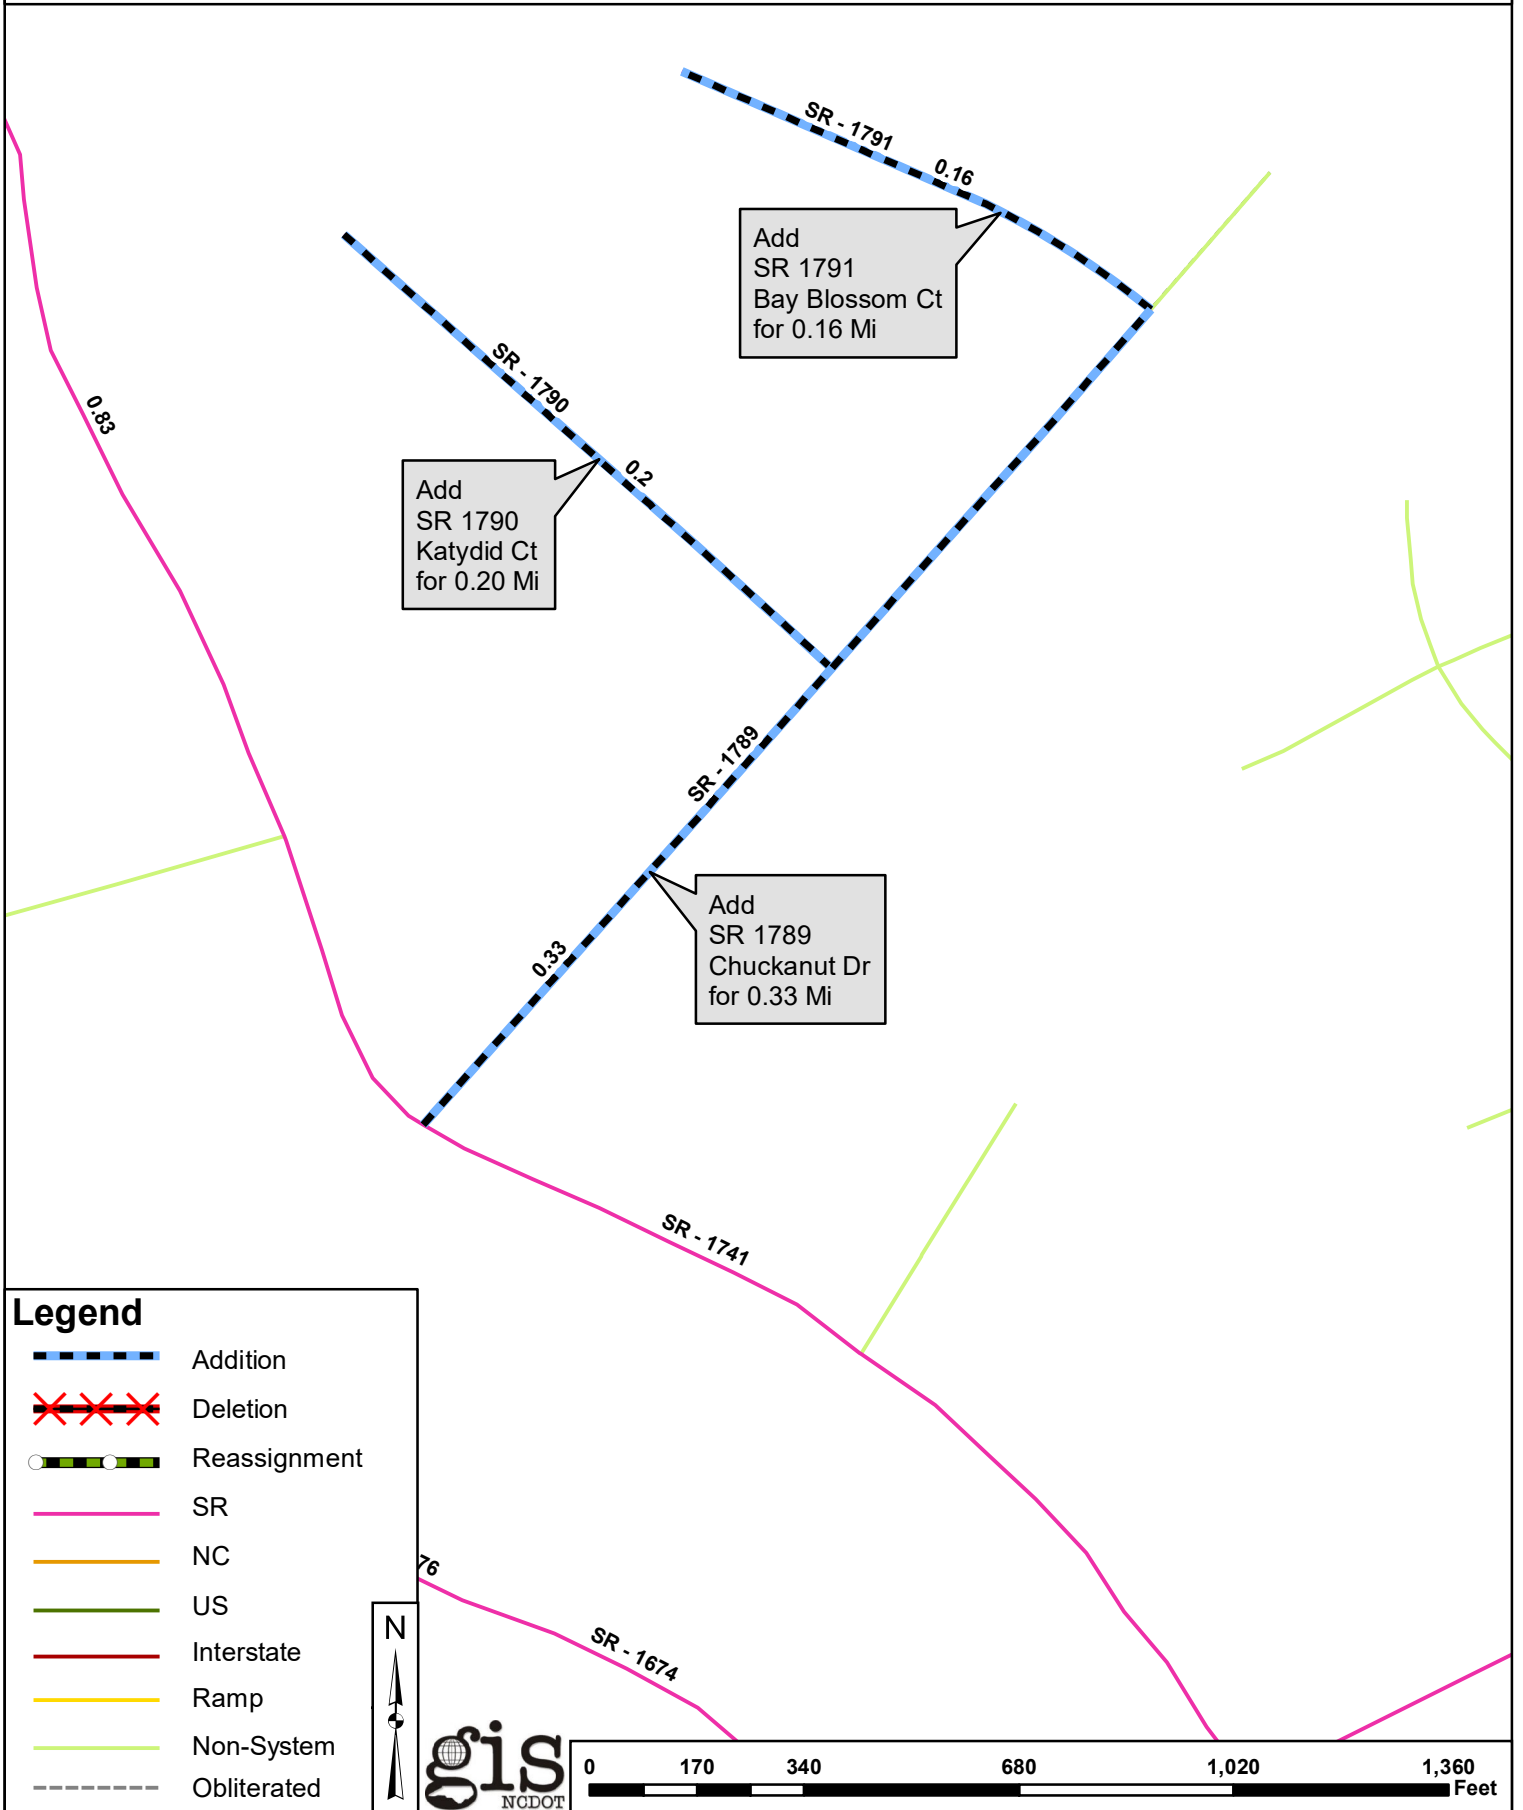 SR - 1791
0.16
Add
SR 1791
Bay Blossom Ct
for 0.16 Mi
SR - 1790
0.2
0.83
Add
SR 1790
Katydid Ct
for 0.20 Mi
SR - 1789
Add
SR 1789
Chuckanut Dr
for 0.33 Mi
0.33
SR - 1741
Legend
Addition
Deletion
Reassignment
SR
NC
US
Interstate
Ramp
Non-System
Obliterated
76
SR - 1674
N
gis
NCDOT
0 170 340 680 1,020 1,360
Feet